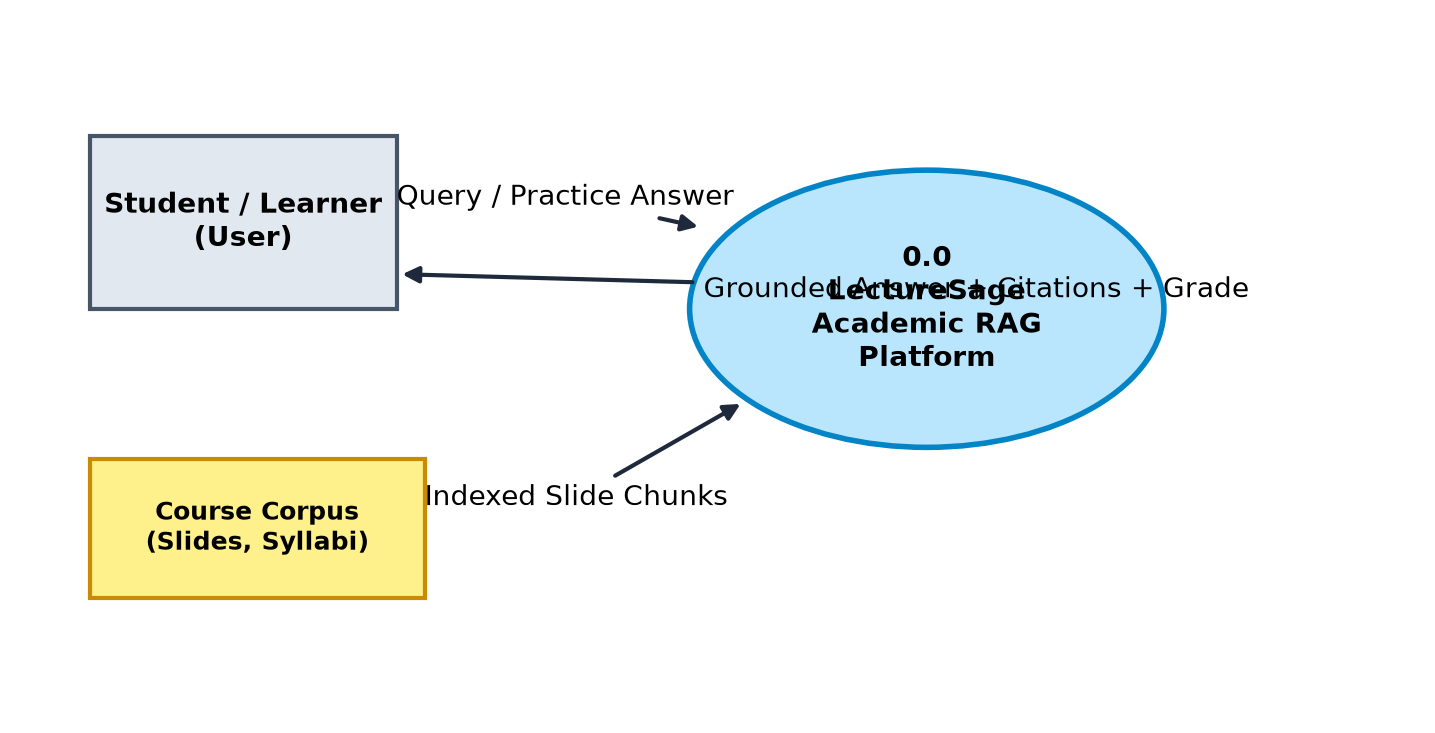 Student / Learner
(User)
Query / Practice Answer
0.0
LectureSage
Academic RAG
Platform
Grounded Answer + Citations + Grade
Course Corpus
(Slides, Syllabi)
Indexed Slide Chunks